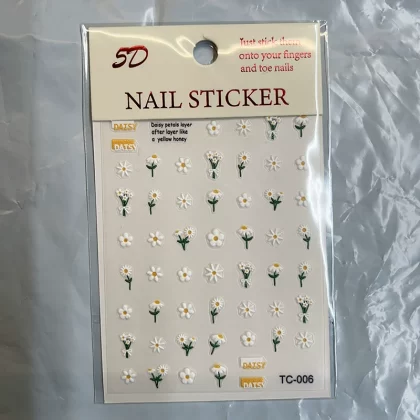 5D
Just stick them
onto your fingers
and toe nails
NAIL STICKER
DAISY
Daisy petals layer
after layer like
a yellow honey
DAISY
DAISY
TC-006
DAISY